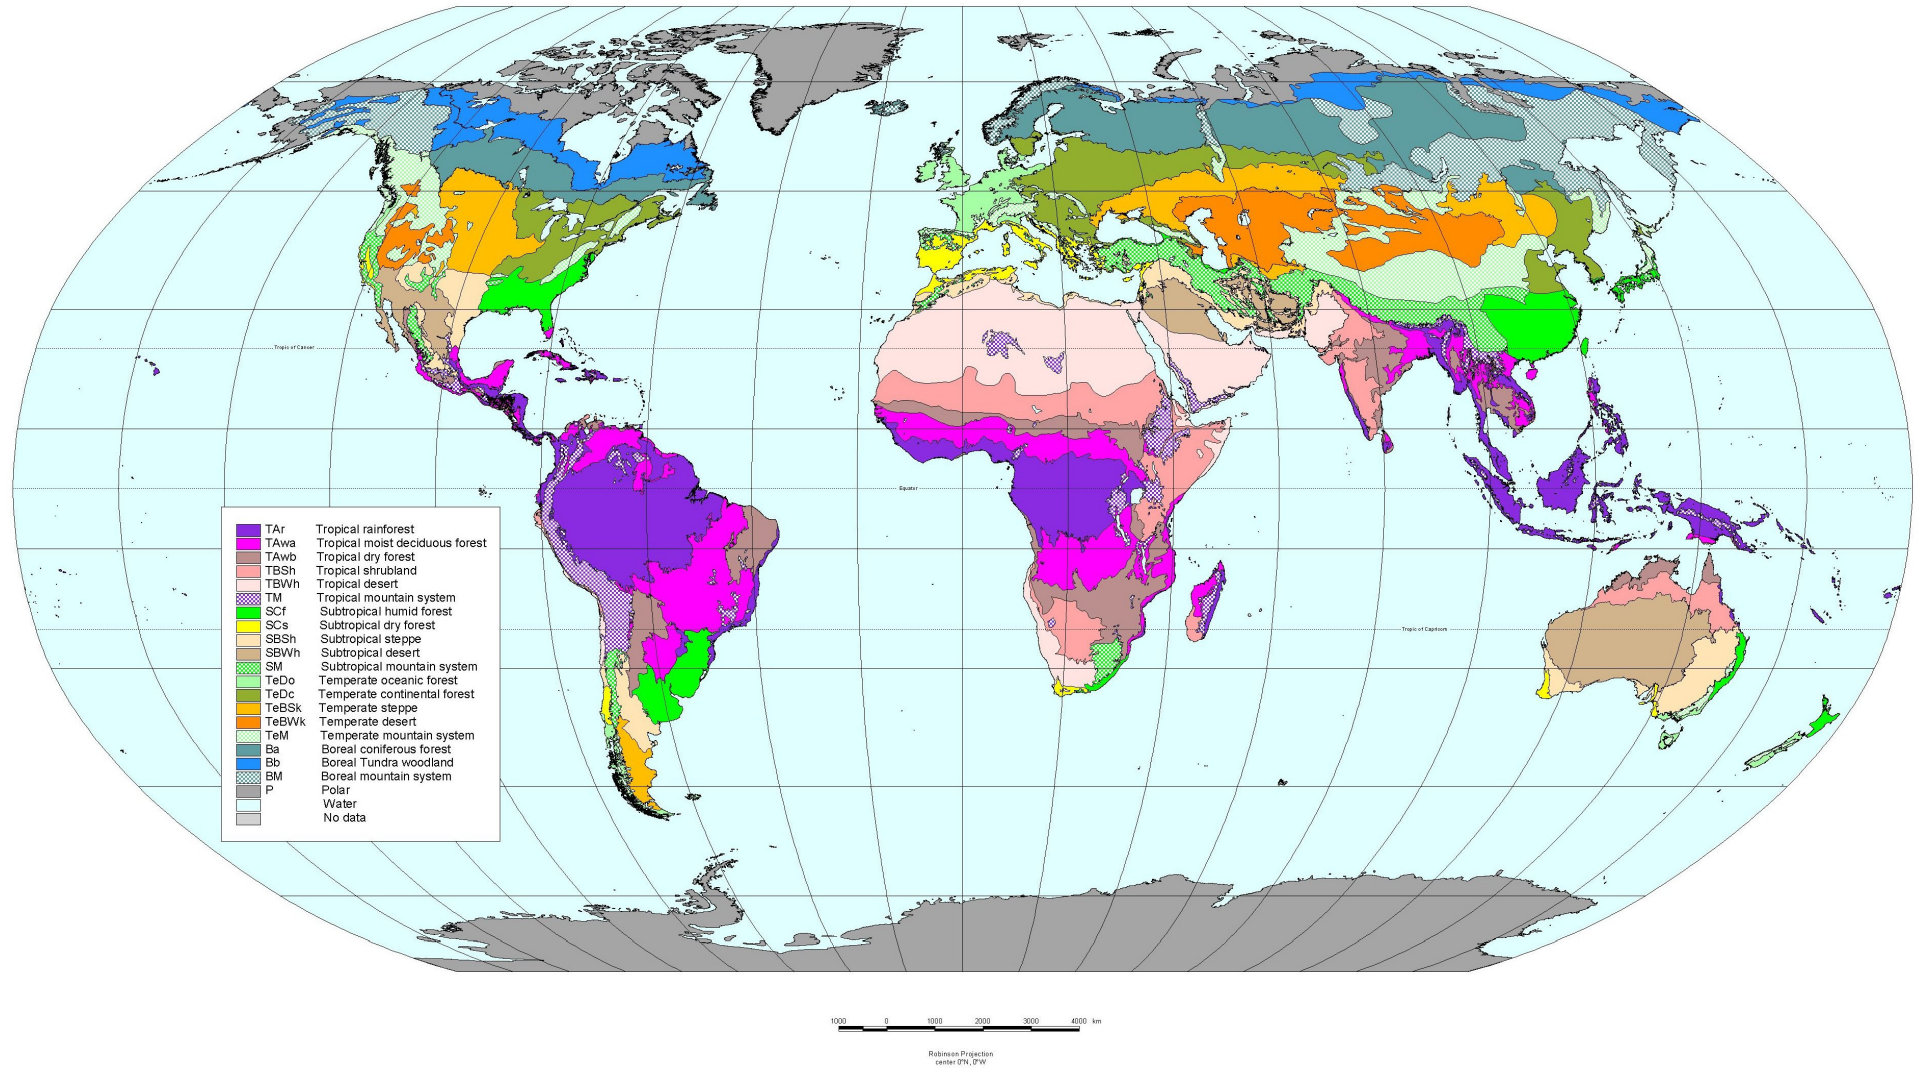 Tropic of Cancer
Equator
TAr Tropical rainforest
TAwa Tropical moist deciduous forest
TAwb Tropical dry forest
TBSh Tropical shrubland
TBWh Tropical desert
TM Tropical mountain system
SCf Subtropical humid forest
SCs Subtropical dry forest
SBSh Subtropical steppe
SBWh Subtropical desert
SM Subtropical mountain system
TeDo Temperate oceanic forest
TeDc Temperate continental forest
TeBSk Temperate steppe
TeBWk Temperate desert
TeM Temperate mountain system
Ba Boreal coniferous forest
Bb Boreal Tundra woodland
BM Boreal mountain system
P Polar
Water
No data
Tropic of Capricorn
1000 0 1000 2000 3000 4000 km
Robinson Projection
center 0°N, 0°W